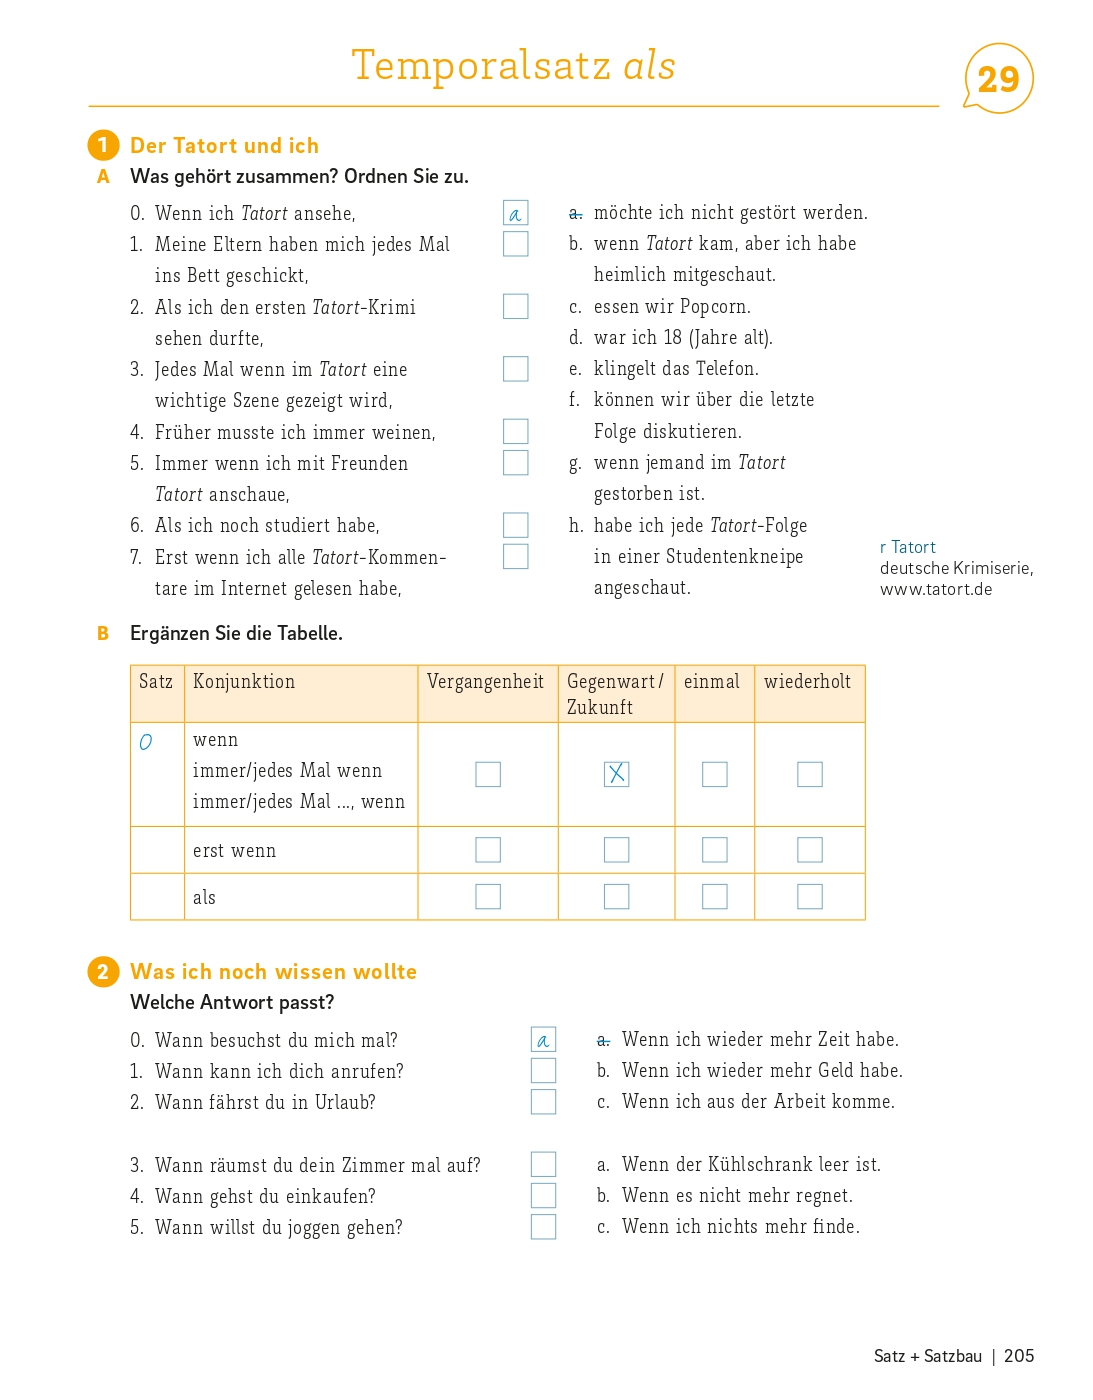 Temporalsatz als
29
1 Der Tatort und ich
A Was gehört zusammen? Ordnen Sie zu.
0. Wenn ich Tatort ansehe,
a
1. Meine Eltern haben mich jedes Mal
ins Bett geschickt,
2. Als ich den ersten Tatort-Krimi
sehen durfte,
3. Jedes Mal wenn im Tatort eine
wichtige Szene gezeigt wird,
4. Früher musste ich immer weinen,
5. Immer wenn ich mit Freunden
Tatort anschaue,
6. Als ich noch studiert habe,
7. Erst wenn ich alle Tatort-Kommen-
tare im Internet gelesen habe,
a. möchte ich nicht gestört werden.
b. wenn Tatort kam, aber ich habe
heimlich mitgeschaut.
c. essen wir Popcorn.
d. war ich 18 (Jahre alt).
e. klingelt das Telefon.
f. können wir über die letzte
Folge diskutieren.
g. wenn jemand im Tatort
gestorben ist.
h. habe ich jede Tatort-Folge
in einer Studentenkneipe
angeschaut.
r Tatort
deutsche Krimiserie,
www.tatort.de
B Ergänzen Sie die Tabelle.
Satz Konjunktion Vergangenheit Gegenwart/ einmal wiederholt
Zukunft
0 wenn
immer/jedes Mal wenn X
immer/jedes Mal ..., wenn
erst wenn
als
2 Was ich noch wissen wollte
Welche Antwort passt?
0. Wann besuchst du mich mal? a a. Wenn ich wieder mehr Zeit habe.
1. Wann kann ich dich anrufen? b. Wenn ich wieder mehr Geld habe.
2. Wann fährst du in Urlaub? c. Wenn ich aus der Arbeit komme.
3. Wann räumst du dein Zimmer mal auf? a. Wenn der Kühlschrank leer ist.
4. Wann gehst du einkaufen? b. Wenn es nicht mehr regnet.
5. Wann willst du joggen gehen? c. Wenn ich nichts mehr finde.
Satz + Satzbau | 205